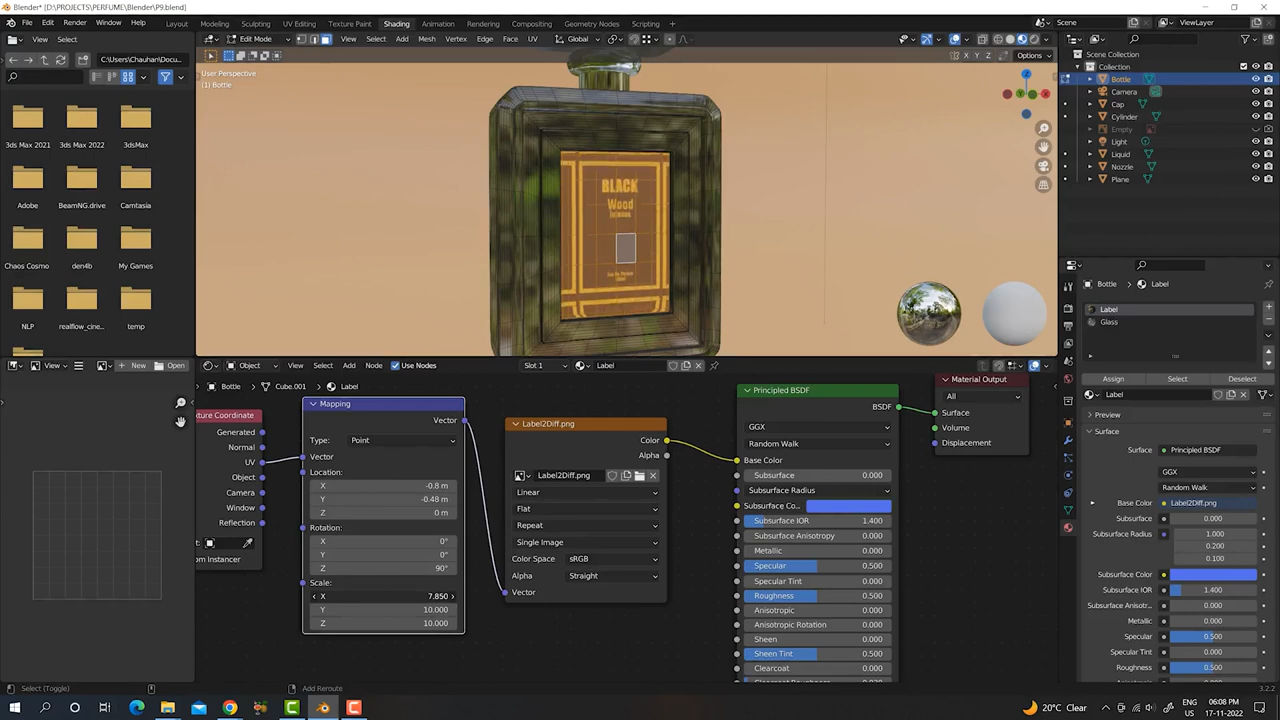 Blender* [D:\PROJECTS\PERFUME\Blender\P9.blend]
File Edit Render Window Help
Layout Modeling Sculpting UV Editing Texture Paint Shading Animation Rendering Compositing Geometry Nodes Scripting +
Scene
ViewLayer
View Select
Edit Mode View Select Add Mesh Vertex Edge Face UV Global
C:\Users\Chauhan\Docu...
X Y Z Options
User Perspective
(1) Bottle
Scene Collection
Collection
Bottle
Camera
Cap
Cylinder
Empty
Light
Liquid
Nozzle
Plane
3ds Max 2021 3ds Max 2022 3dsMax
Adobe BeamNG.drive Camtasia
Chaos Cosmo den4b My Games
NLP realflow_cine... temp
BLACK
Wood
Bottle Label
Label
Glass
Assign Select Deselect
Label
Preview
Surface
Surface Principled BSDF
GGX
Random Walk
Base Color Label2Diff.png
Subsurface 0.000
Subsurface Radius 1.000
0.200
0.100
Subsurface Color
Subsurface IOR 1.400
Subsurface Anisotr... 0.000
Metallic 0.000
Specular 0.500
Specular Tint 0.000
Roughness 0.500
View New Open
Object View Select Add Node Use Nodes Slot 1 Label
Bottle Cube.001 Label
ture Coordinate
Generated
Normal
UV
Object
Camera
Window
Reflection
om Instancer
Mapping
Vector
Type: Point
Vector
Location:
X -0.8 m
Y -0.48 m
Z 0 m
Rotation:
X 0°
Y 0°
Z 90°
Scale:
X 7.850
Y 10.000
Z 10.000
Label2Diff.png
Color
Alpha
Label2Diff.png
Linear
Flat
Repeat
Single Image
Color Space sRGB
Alpha Straight
Vector
Principled BSDF
BSDF
GGX
Random Walk
Base Color
Subsurface 0.000
Subsurface Radius
Subsurface Co...
Subsurface IOR 1.400
Subsurface Anisotropy 0.000
Metallic 0.000
Specular 0.500
Specular Tint 0.000
Roughness 0.500
Anisotropic 0.000
Anisotropic Rotation 0.000
Sheen 0.000
Sheen Tint 0.500
Clearcoat 0.000
Material Output
All
Surface
Volume
Displacement
Select (Toggle) Add Reroute 3.2.2
20°C Clear
ENG
US
06:08 PM
17-11-2022